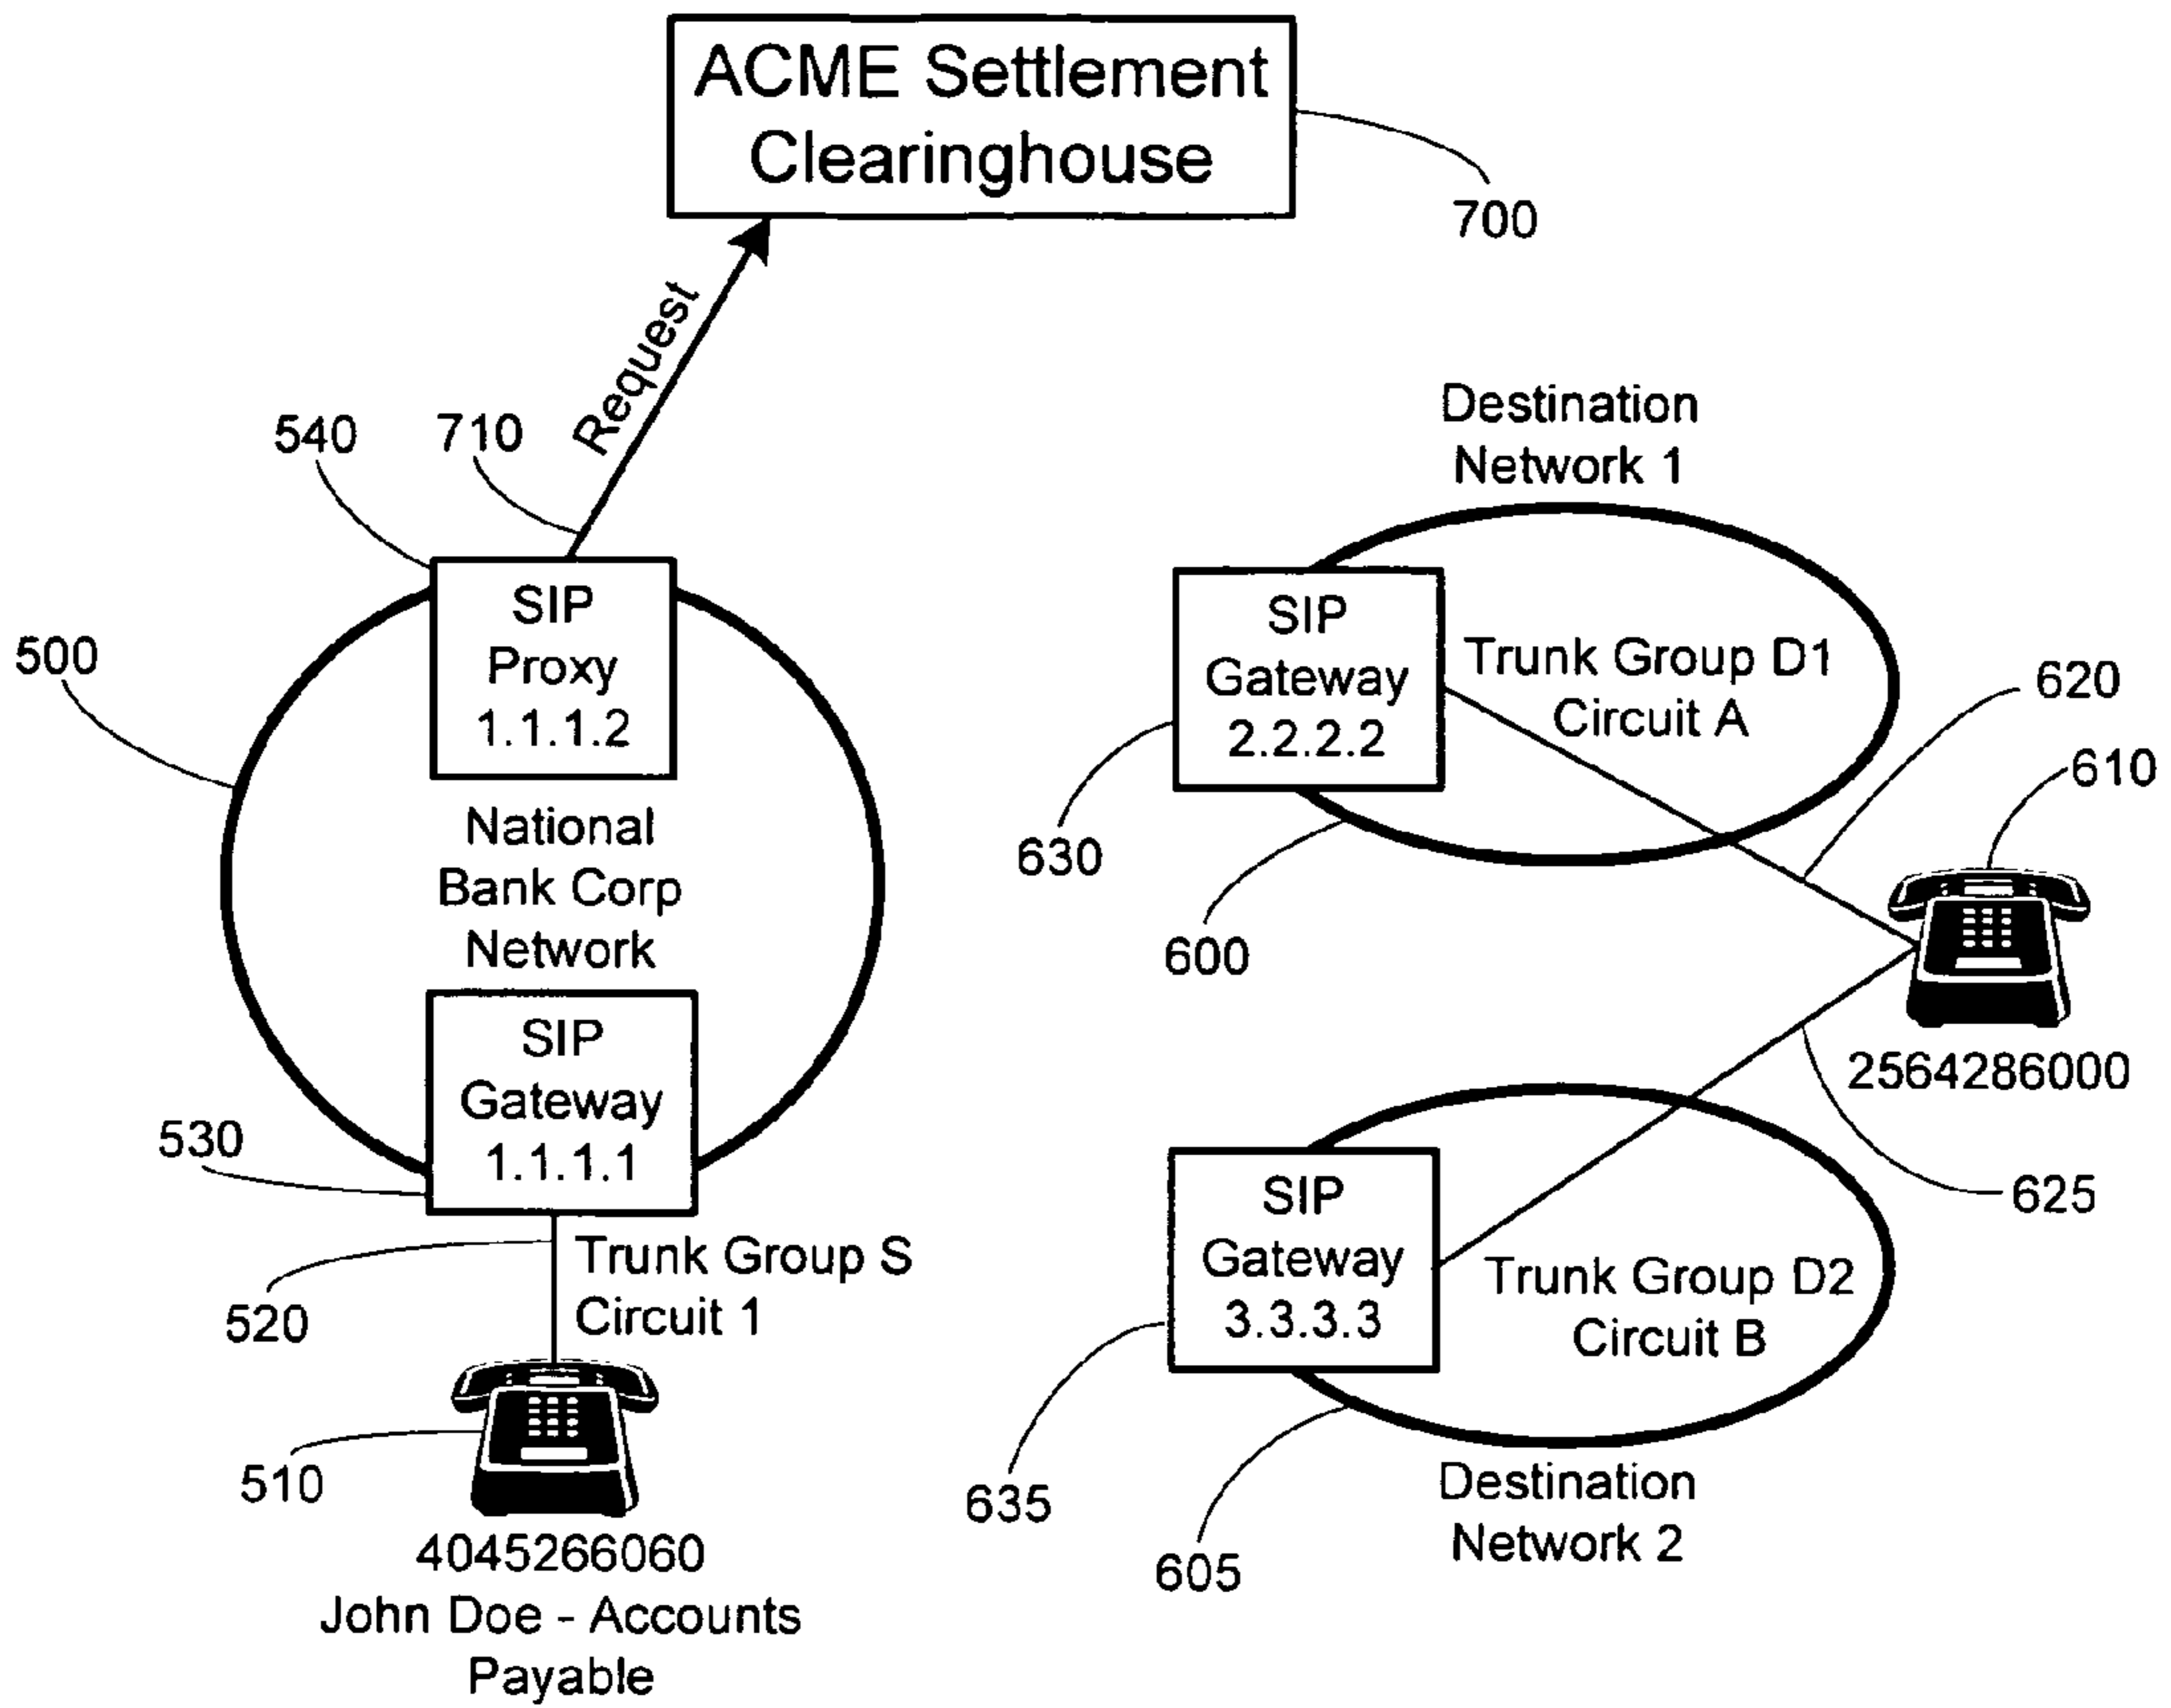 ACME Settlement
Clearinghouse
700
Request
540
710
500
SIP
Proxy
1.1.1.2
National
Bank Corp
Network
SIP
Gateway
1.1.1.1
530
520
Trunk Group S
Circuit 1
510
4045266060
John Doe - Accounts
Payable
Destination
Network 1
SIP
Gateway
2.2.2.2
Trunk Group D1
Circuit A
620
610
630
600
2564286000
625
SIP
Gateway
3.3.3.3
Trunk Group D2
Circuit B
635
605
Destination
Network 2